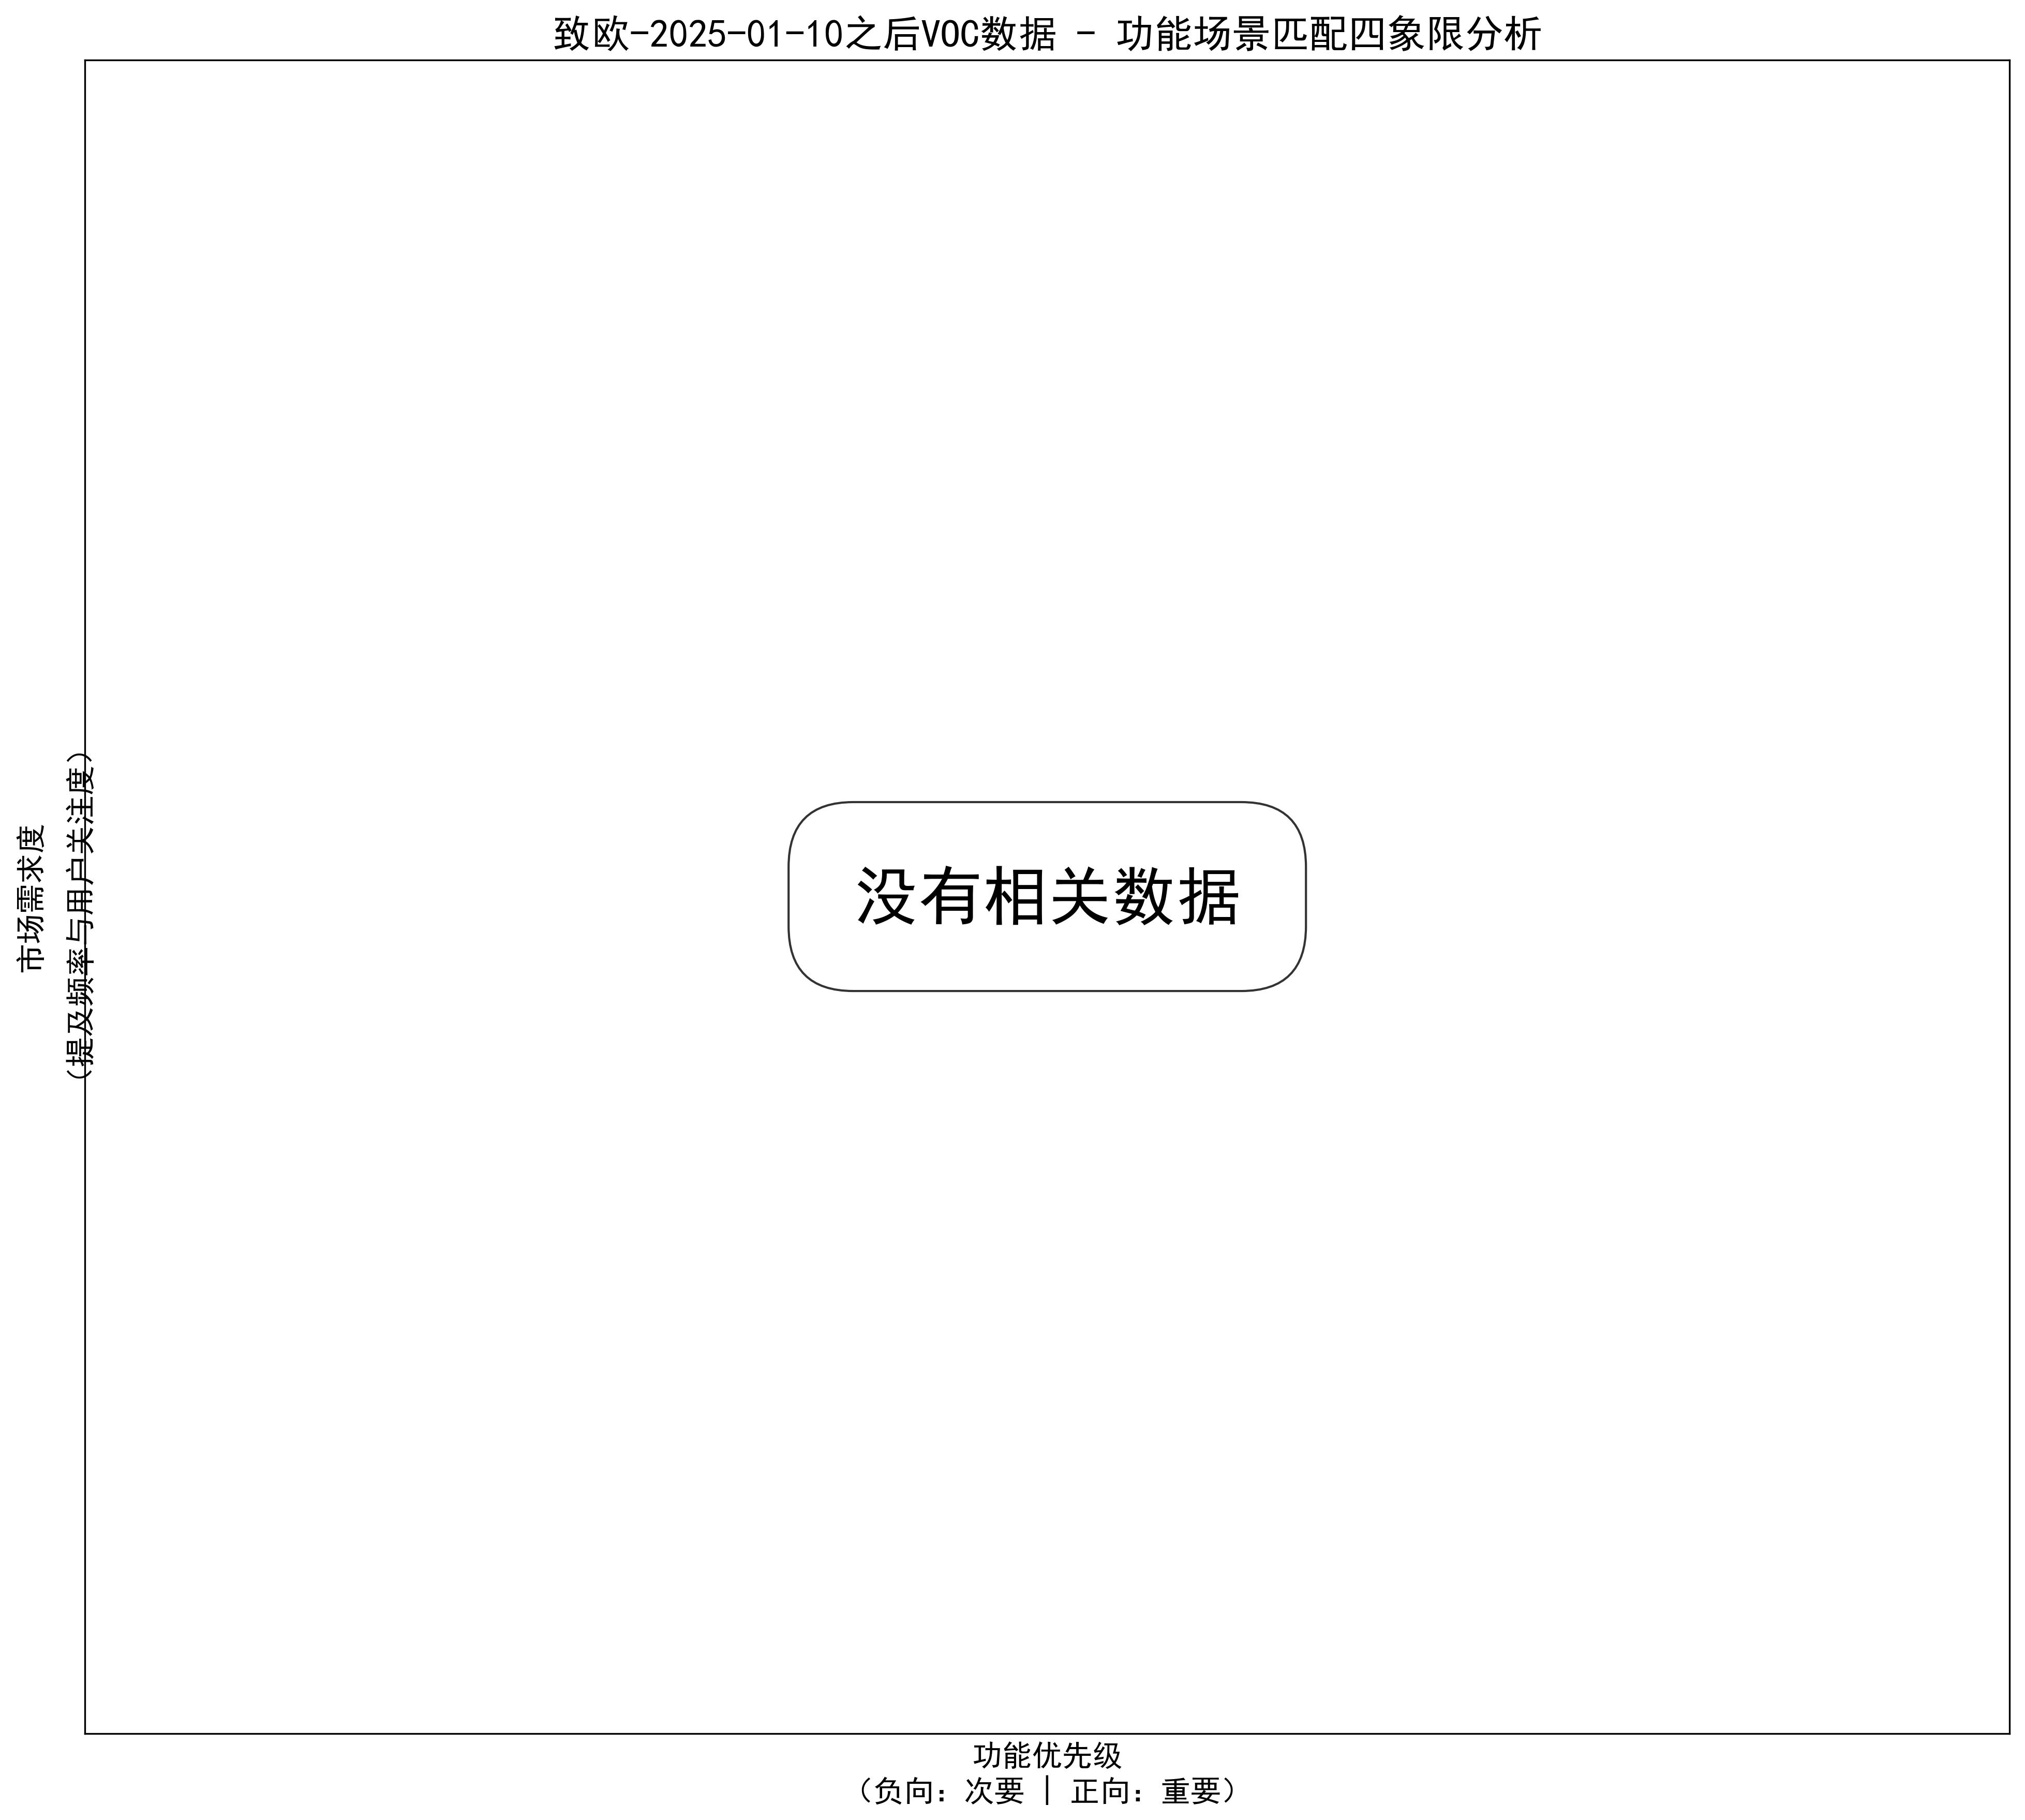 致欧-2025-01-10之后VOC数据 - 功能场景匹配四象限分析
市场需求度
（提及频率与用户关注度）
没有相关数据
功能优先级
（负向：次要 | 正向：重要）